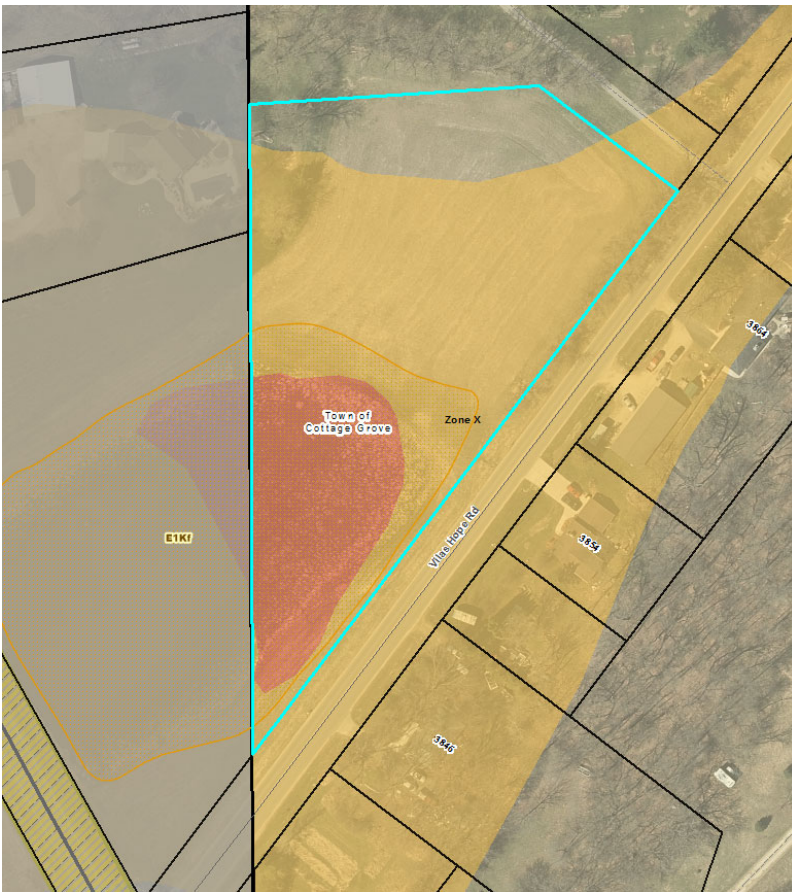 3864
Town of
Cottage Grove
Zone X
E1Kf
Vilas Hope Rd
3854
3846